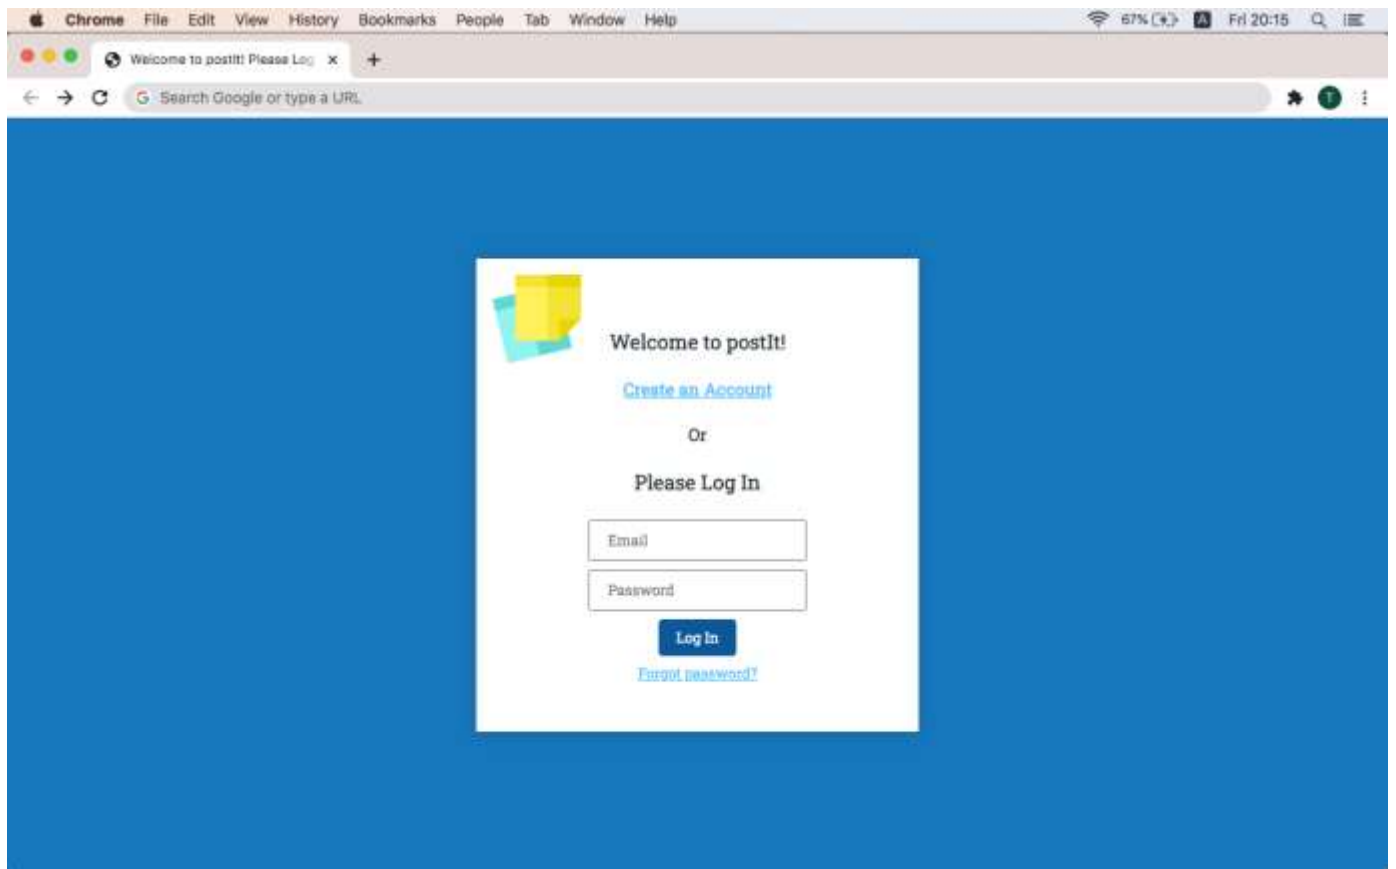 Chrome File Edit View History Bookmarks People Tab Window Help 67% A Fri 20:15
Welcome to postIt! Please Log
G Search Google or type a URL T
Welcome to postIt!
Create an Account
Or
Please Log In
Email
Password
Log In
Forgot password?